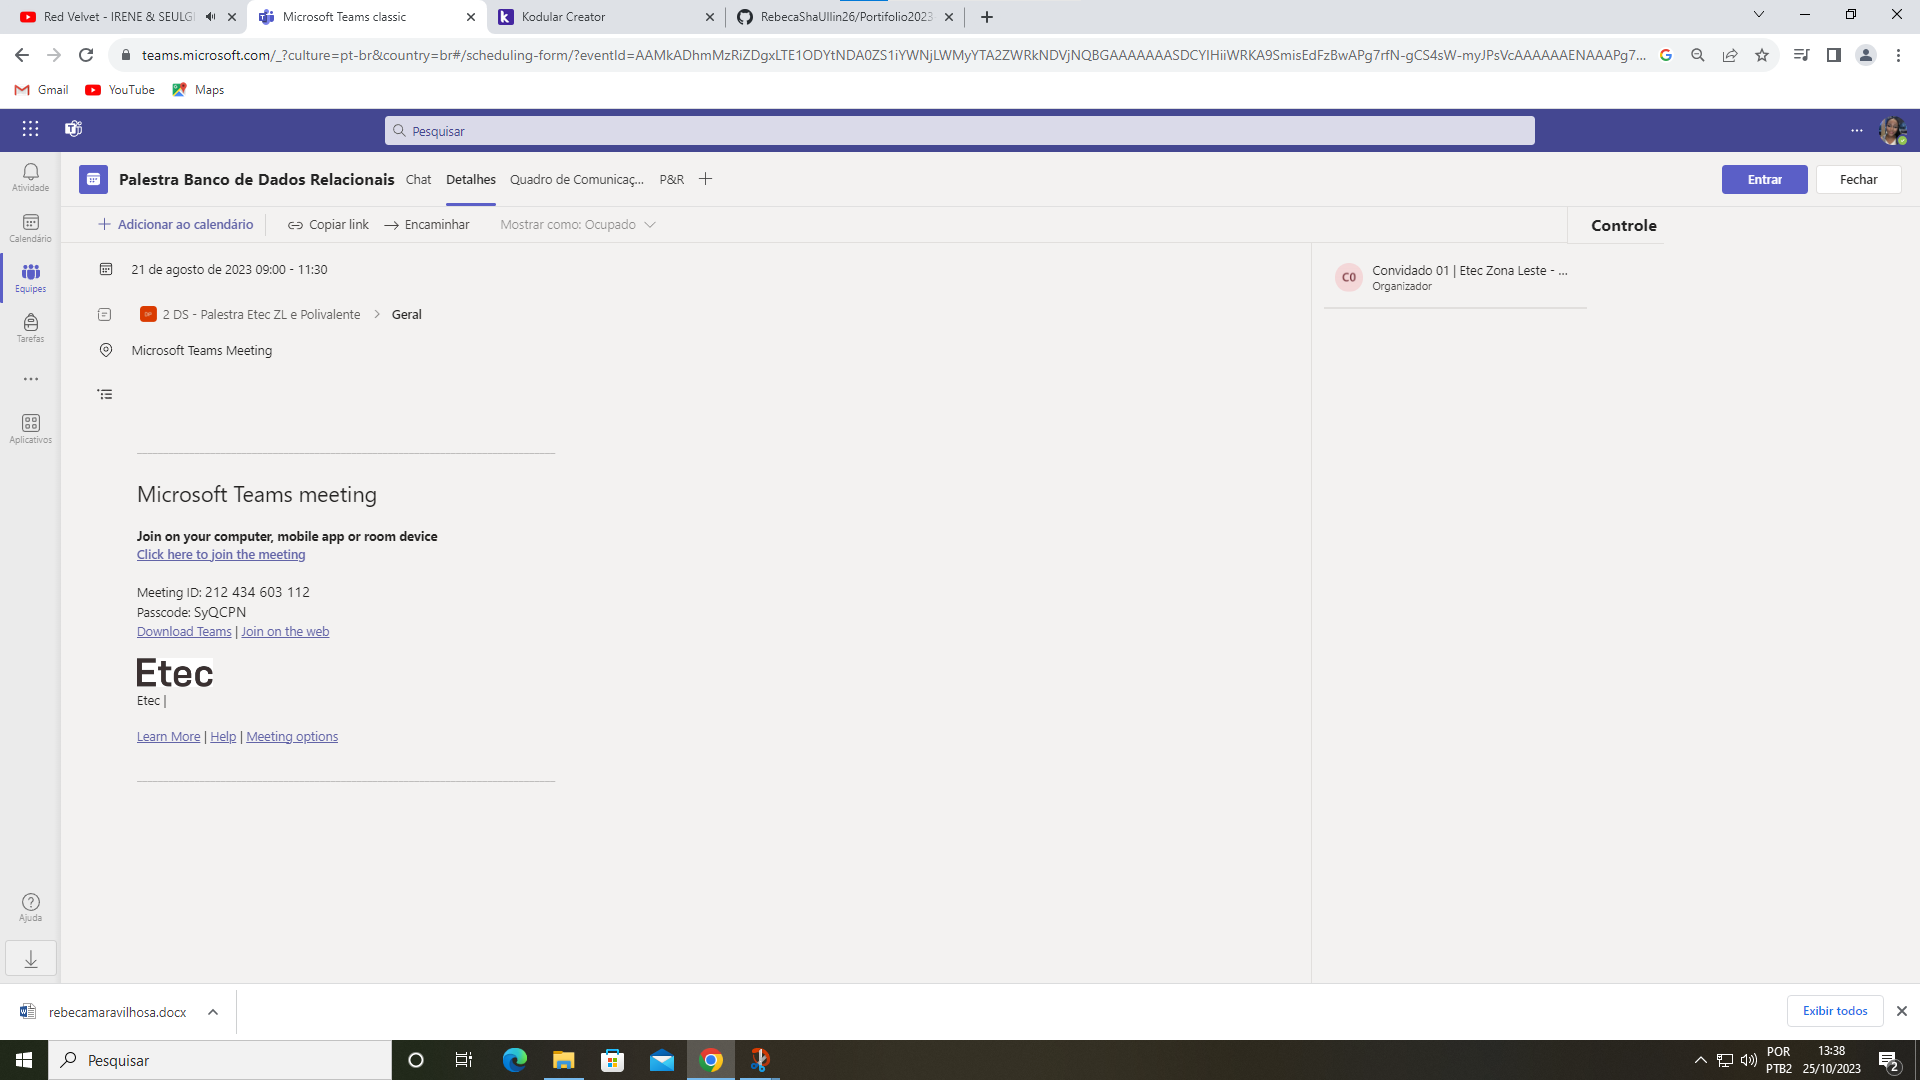 Red Velvet - IRENE & SEULGI
Microsoft Teams classic
Kodular Creator
RebecaShaUllin26/Portifolio2023
teams.microsoft.com/_?culture=pt-br&country=br#/scheduling-form/?eventId=AAMkADhmMzRiZDgxLTE1ODYtNDA0ZS1iYWNjLWMyYTA2ZWRkNDVjNQBGAAAAAAASDCYIHiiWRKA9SmisEdFzBwAPg7rfN-gCS4sW-myJPsVcAAAAAAENAAAPg7...
Gmail
YouTube
Maps
Pesquisar
Palestra Banco de Dados Relacionais
Chat
Detalhes
Quadro de Comunicaç...
P&R
Entrar
Fechar
Adicionar ao calendário
Copiar link
Encaminhar
Mostrar como: Ocupado
Controle
Atividade
Calendário
Equipes
Tarefas
Aplicativos
Ajuda
21 de agosto de 2023 09:00 - 11:30
DP 2 DS - Palestra Etec ZL e Polivalente > Geral
Microsoft Teams Meeting
C0
Convidado 01 | Etec Zona Leste - ...
Organizador
Microsoft Teams meeting
Join on your computer, mobile app or room device
Click here to join the meeting
Meeting ID: 212 434 603 112
Passcode: SyQCPN
Download Teams | Join on the web
Etec
Etec |
Learn More | Help | Meeting options
rebecamaravilhosa.docx
Exibir todos
Pesquisar
POR
PTB2
13:38
25/10/2023
2